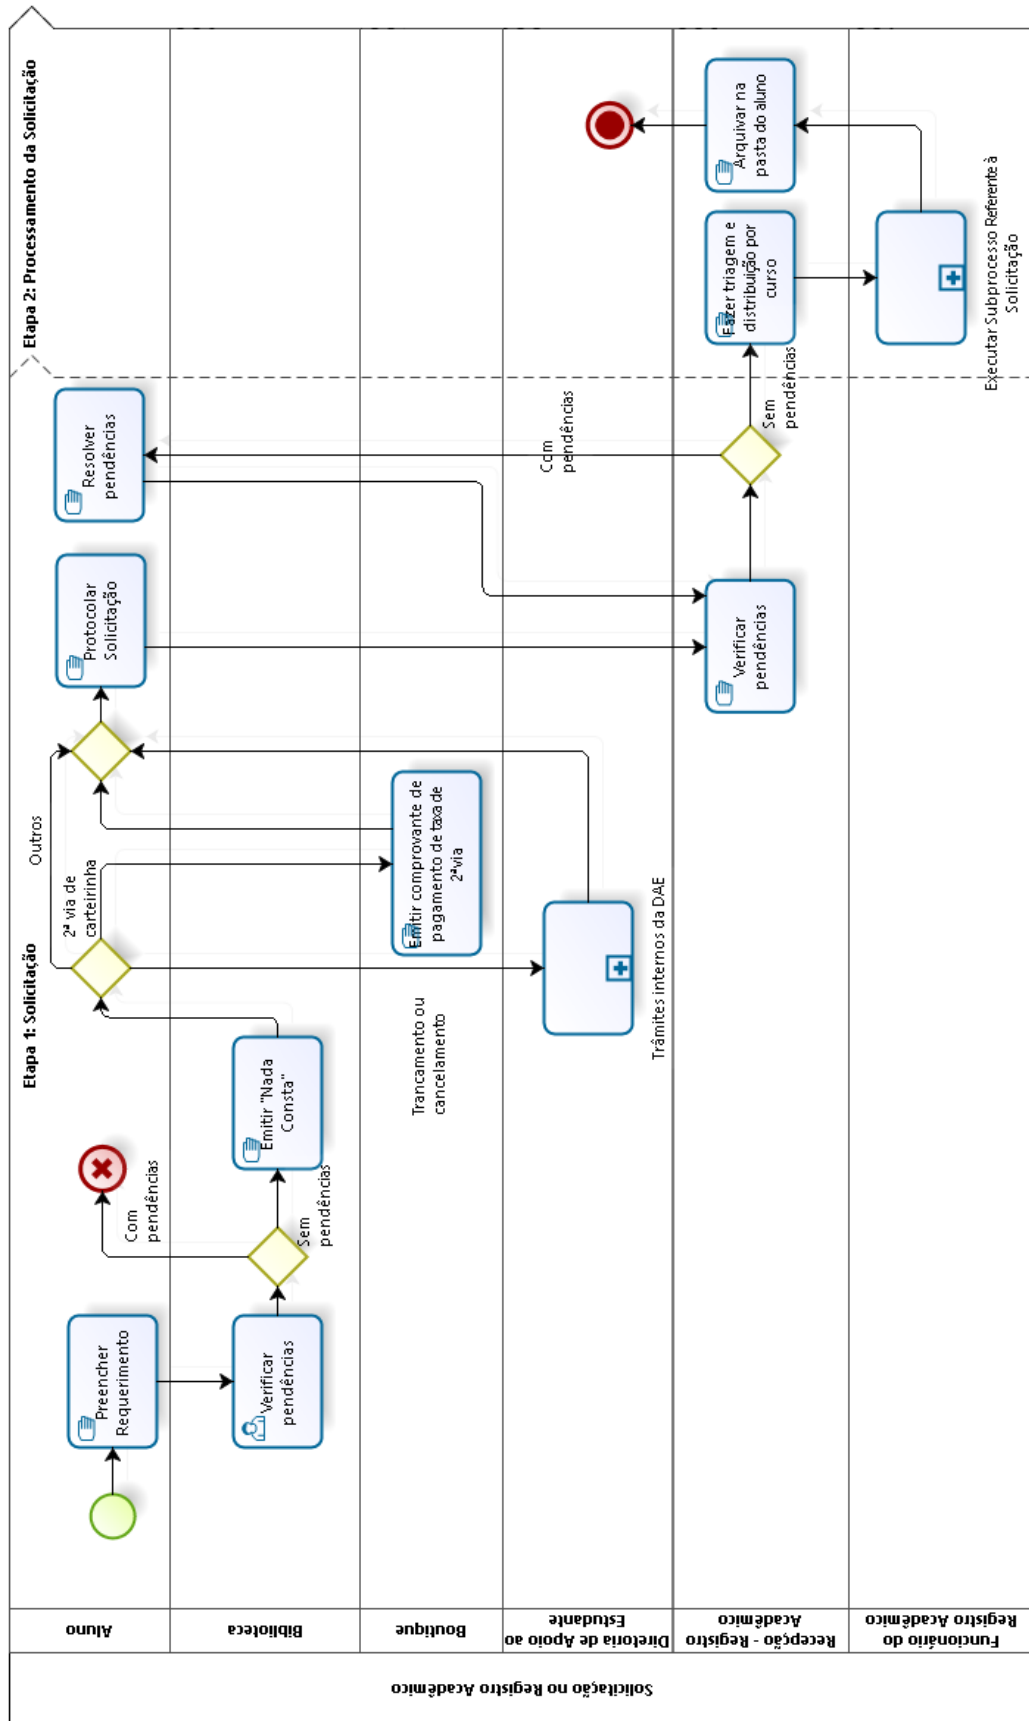 Solicitação no Registro Acadêmico
Etapa 1: Solicitação
Etapa 2: Processamento da Solicitação
Aluno
Preencher
Requerimento
Com
pendências
2ª via de
carteirinha
Outros
Protocolar
Solicitação
Resolver
pendências
Biblioteca
Verificar
pendências
Sem
pendências
Emitir "Nada
Consta"
Boutique
Trancamento ou
cancelamento
Emitir comprovante de
pagamento de taxa de
2ª via
Diretoria de Apoio ao
Estudante
Trâmites internos da DAE
Com
pendências
Recepção - Registro
Acadêmico
Verificar
pendências
Sem
pendências
Fazer triagem e
distribuição por
curso
Arquivar na
pasta do aluno
Funcionário do
Registro Acadêmico
Executar Subprocesso Referente à
Solicitação